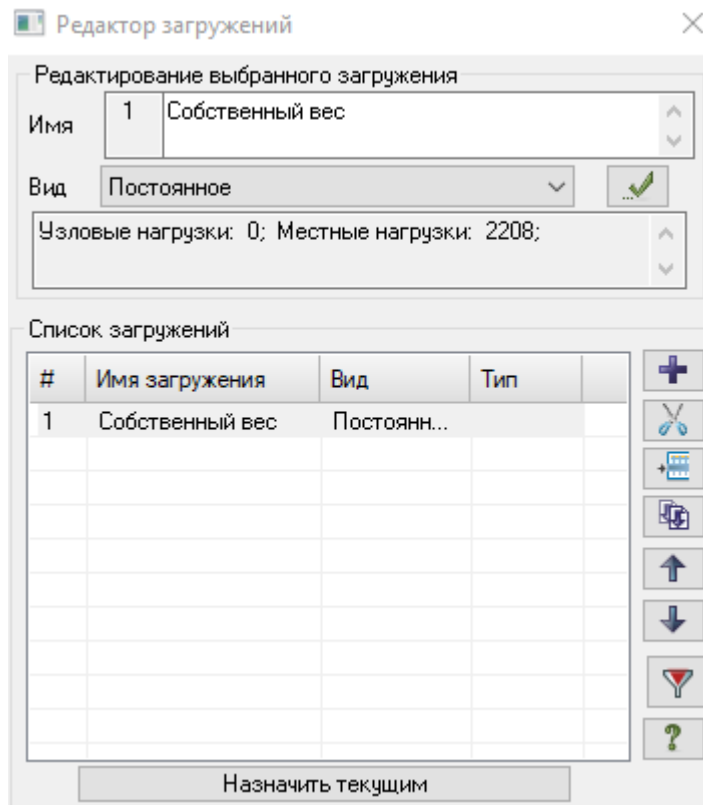 Редактор загружений
Редактирование выбранного загружения
Имя
1
Собственный вес
Вид
Постоянное
Узловые нагрузки: 0; Местные нагрузки: 2208;
Список загружений
# Имя загружения Вид Тип
1 Собственный вес Постоянн...
Назначить текущим